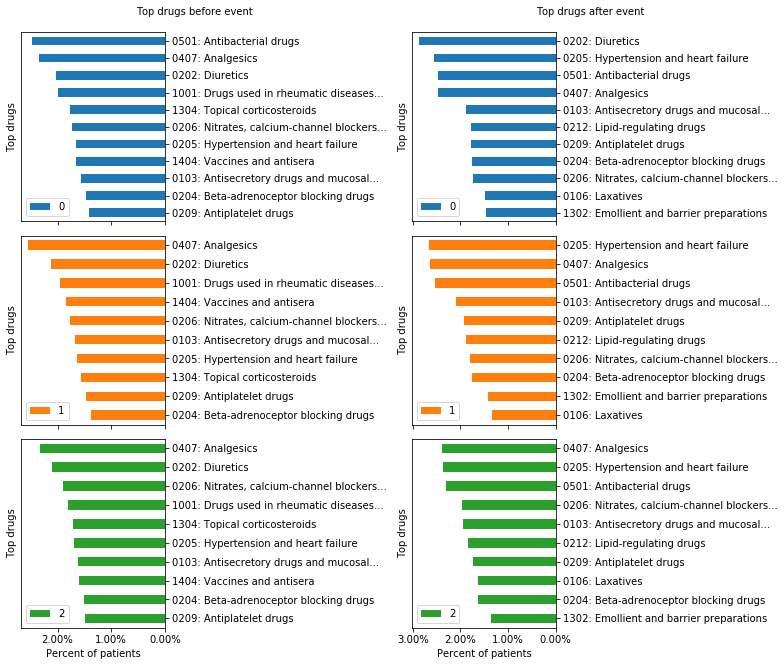 Top drugs before event
Top drugs
0501: Antibacterial drugs
0407: Analgesics
0202: Diuretics
1001: Drugs used in rheumatic diseases...
1304: Topical corticosteroids
0206: Nitrates, calcium-channel blockers...
0205: Hypertension and heart failure
1404: Vaccines and antisera
0103: Antisecretory drugs and mucosal...
0204: Beta-adrenoceptor blocking drugs
0209: Antiplatelet drugs
0
Top drugs
0407: Analgesics
0202: Diuretics
1001: Drugs used in rheumatic diseases...
1404: Vaccines and antisera
0206: Nitrates, calcium-channel blockers...
0103: Antisecretory drugs and mucosal...
0205: Hypertension and heart failure
1304: Topical corticosteroids
0209: Antiplatelet drugs
0204: Beta-adrenoceptor blocking drugs
1
Top drugs
0407: Analgesics
0202: Diuretics
0206: Nitrates, calcium-channel blockers...
1001: Drugs used in rheumatic diseases...
1304: Topical corticosteroids
0205: Hypertension and heart failure
0103: Antisecretory drugs and mucosal...
1404: Vaccines and antisera
0204: Beta-adrenoceptor blocking drugs
0209: Antiplatelet drugs
2
2.00% 1.00% 0.00%
Percent of patients
Top drugs after event
Top drugs
0202: Diuretics
0205: Hypertension and heart failure
0501: Antibacterial drugs
0407: Analgesics
0103: Antisecretory drugs and mucosal...
0212: Lipid-regulating drugs
0209: Antiplatelet drugs
0204: Beta-adrenoceptor blocking drugs
0206: Nitrates, calcium-channel blockers...
0106: Laxatives
1302: Emollient and barrier preparations
0
Top drugs
0205: Hypertension and heart failure
0407: Analgesics
0501: Antibacterial drugs
0103: Antisecretory drugs and mucosal...
0209: Antiplatelet drugs
0212: Lipid-regulating drugs
0206: Nitrates, calcium-channel blockers...
0204: Beta-adrenoceptor blocking drugs
1302: Emollient and barrier preparations
0106: Laxatives
1
Top drugs
0407: Analgesics
0205: Hypertension and heart failure
0501: Antibacterial drugs
0206: Nitrates, calcium-channel blockers...
0103: Antisecretory drugs and mucosal...
0212: Lipid-regulating drugs
0209: Antiplatelet drugs
0106: Laxatives
0204: Beta-adrenoceptor blocking drugs
1302: Emollient and barrier preparations
2
3.00% 2.00% 1.00% 0.00%
Percent of patients